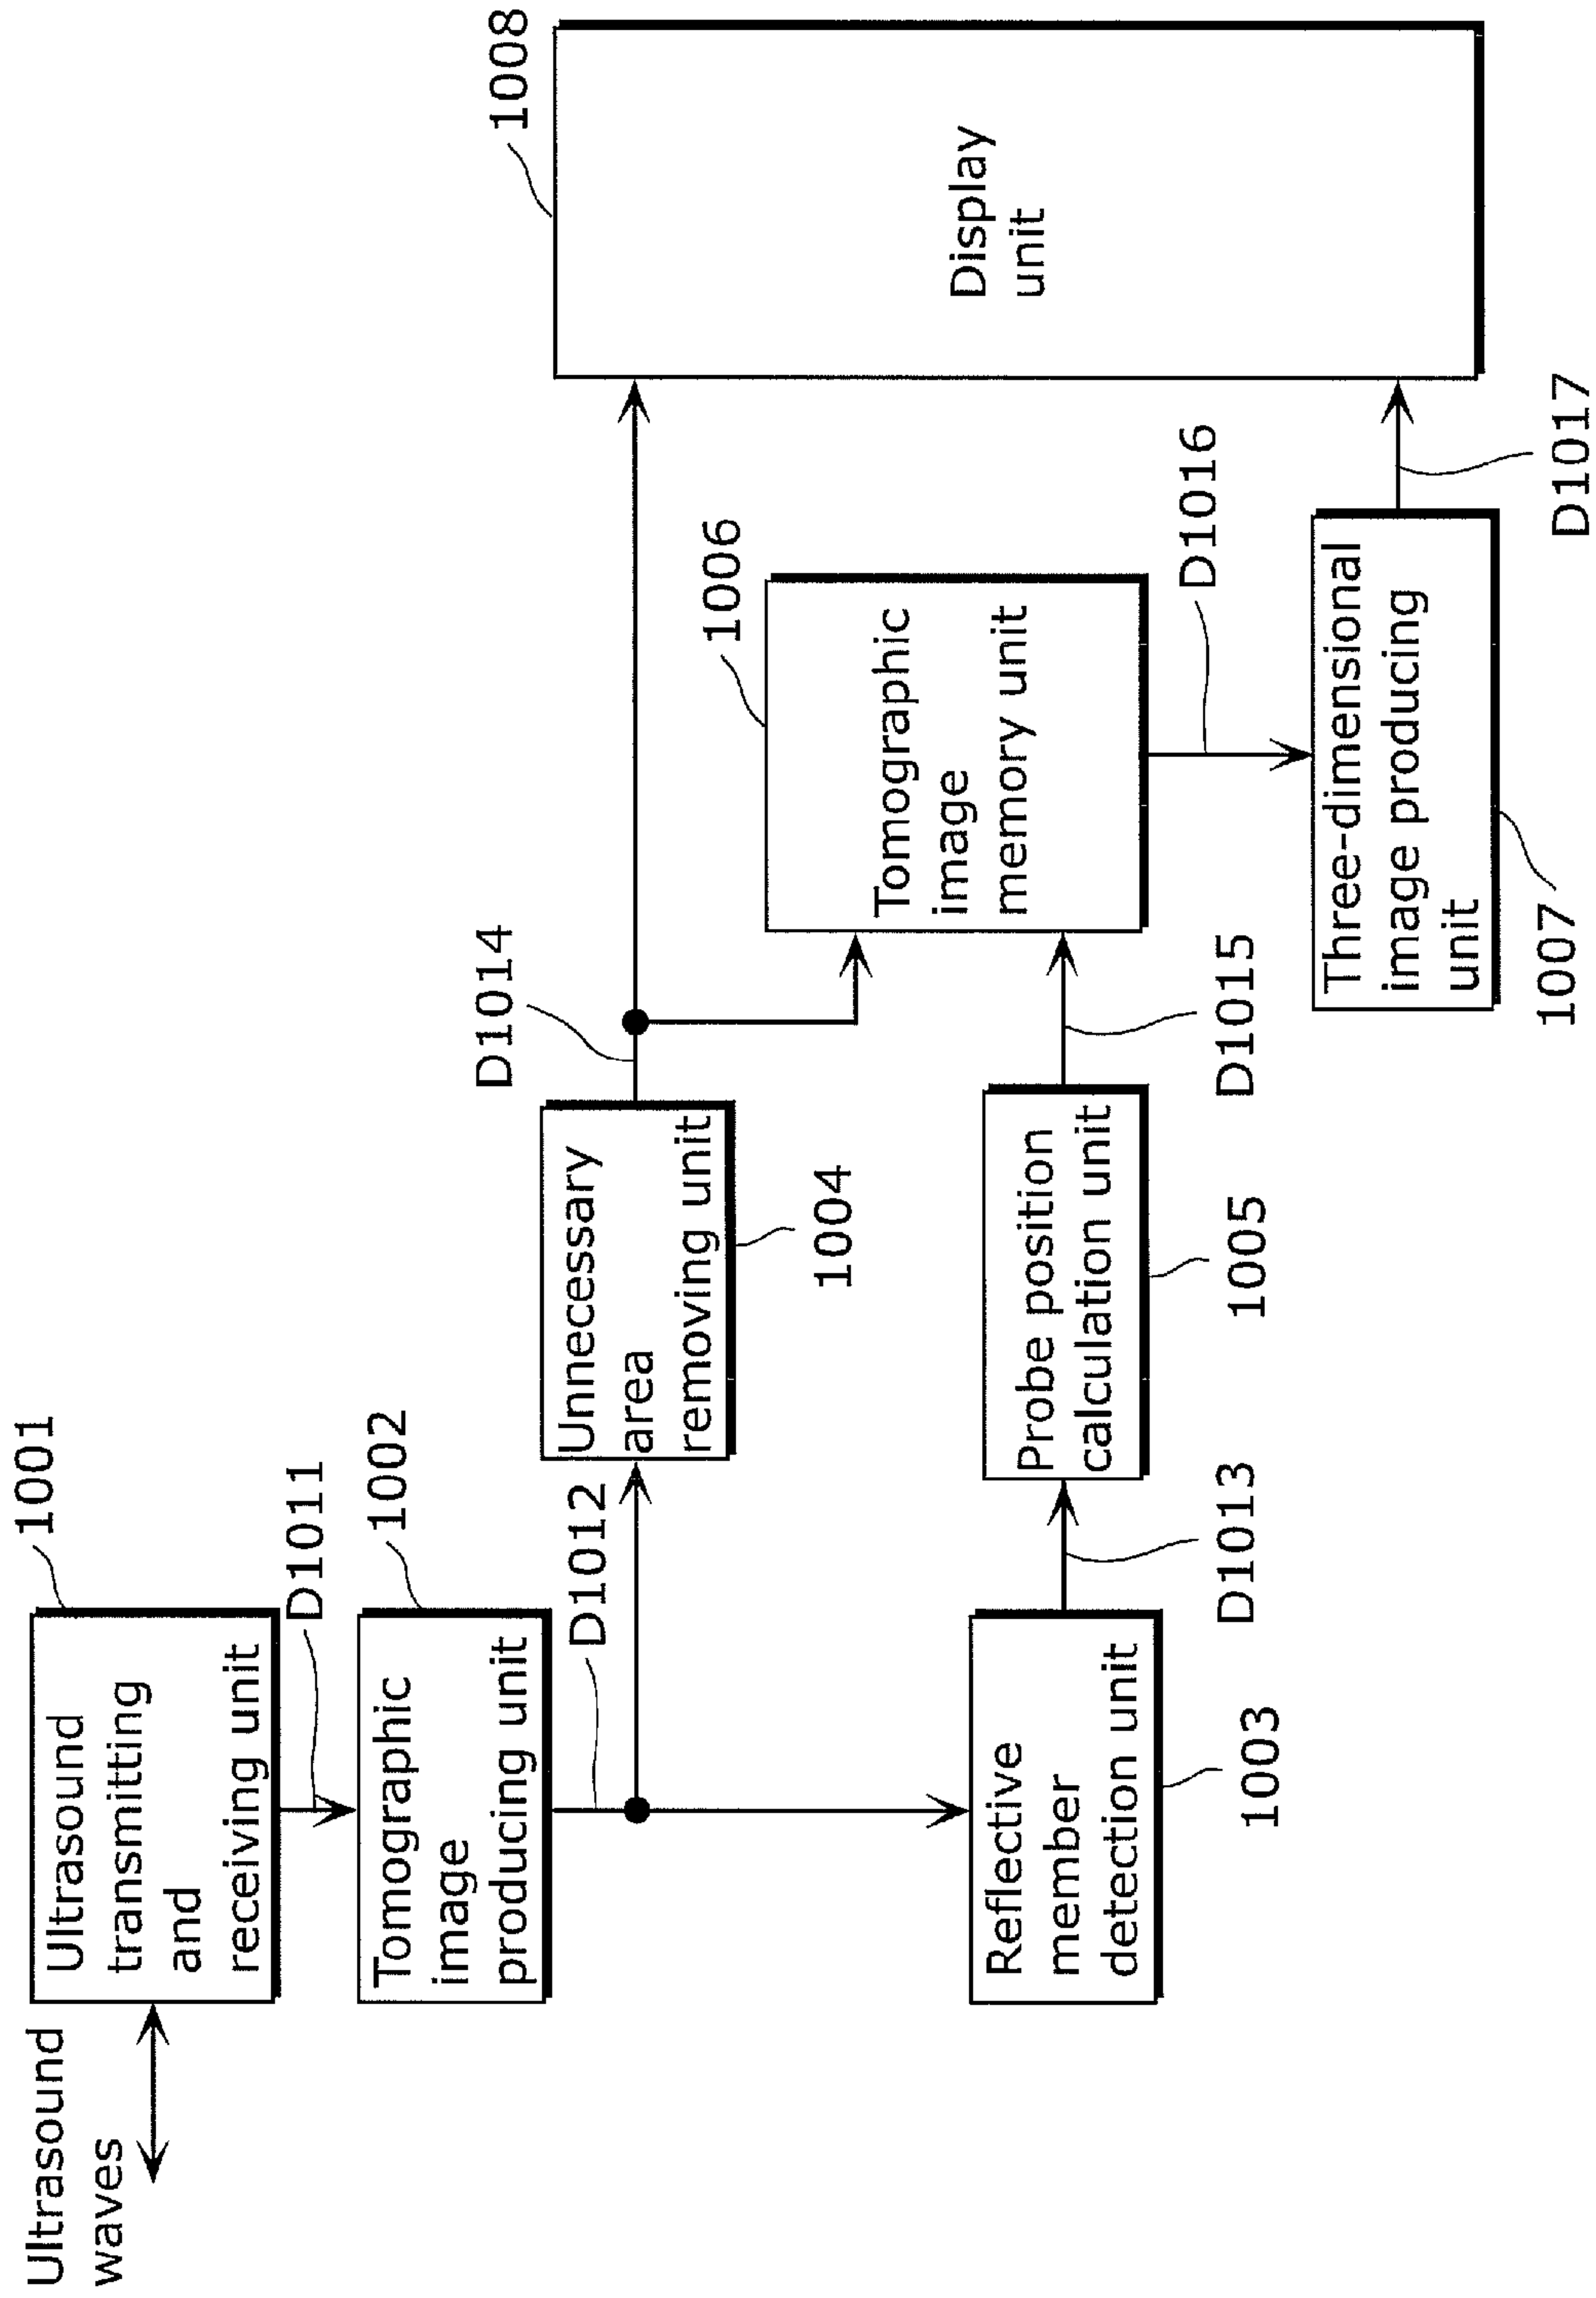 Ultrasound
waves
1001
Ultrasound
transmitting
and
receiving unit
D1011
1002
Tomographic
image
producing unit
D1012
Reflective
member
detection unit
1003
D1013
Unnecessary
area
removing unit
1004
D1014
Probe position
calculation unit
1005
D1015
1006
Tomographic
image
memory unit
D1016
Three-dimensional
image producing
unit
1007
D1017
1008
Display
unit